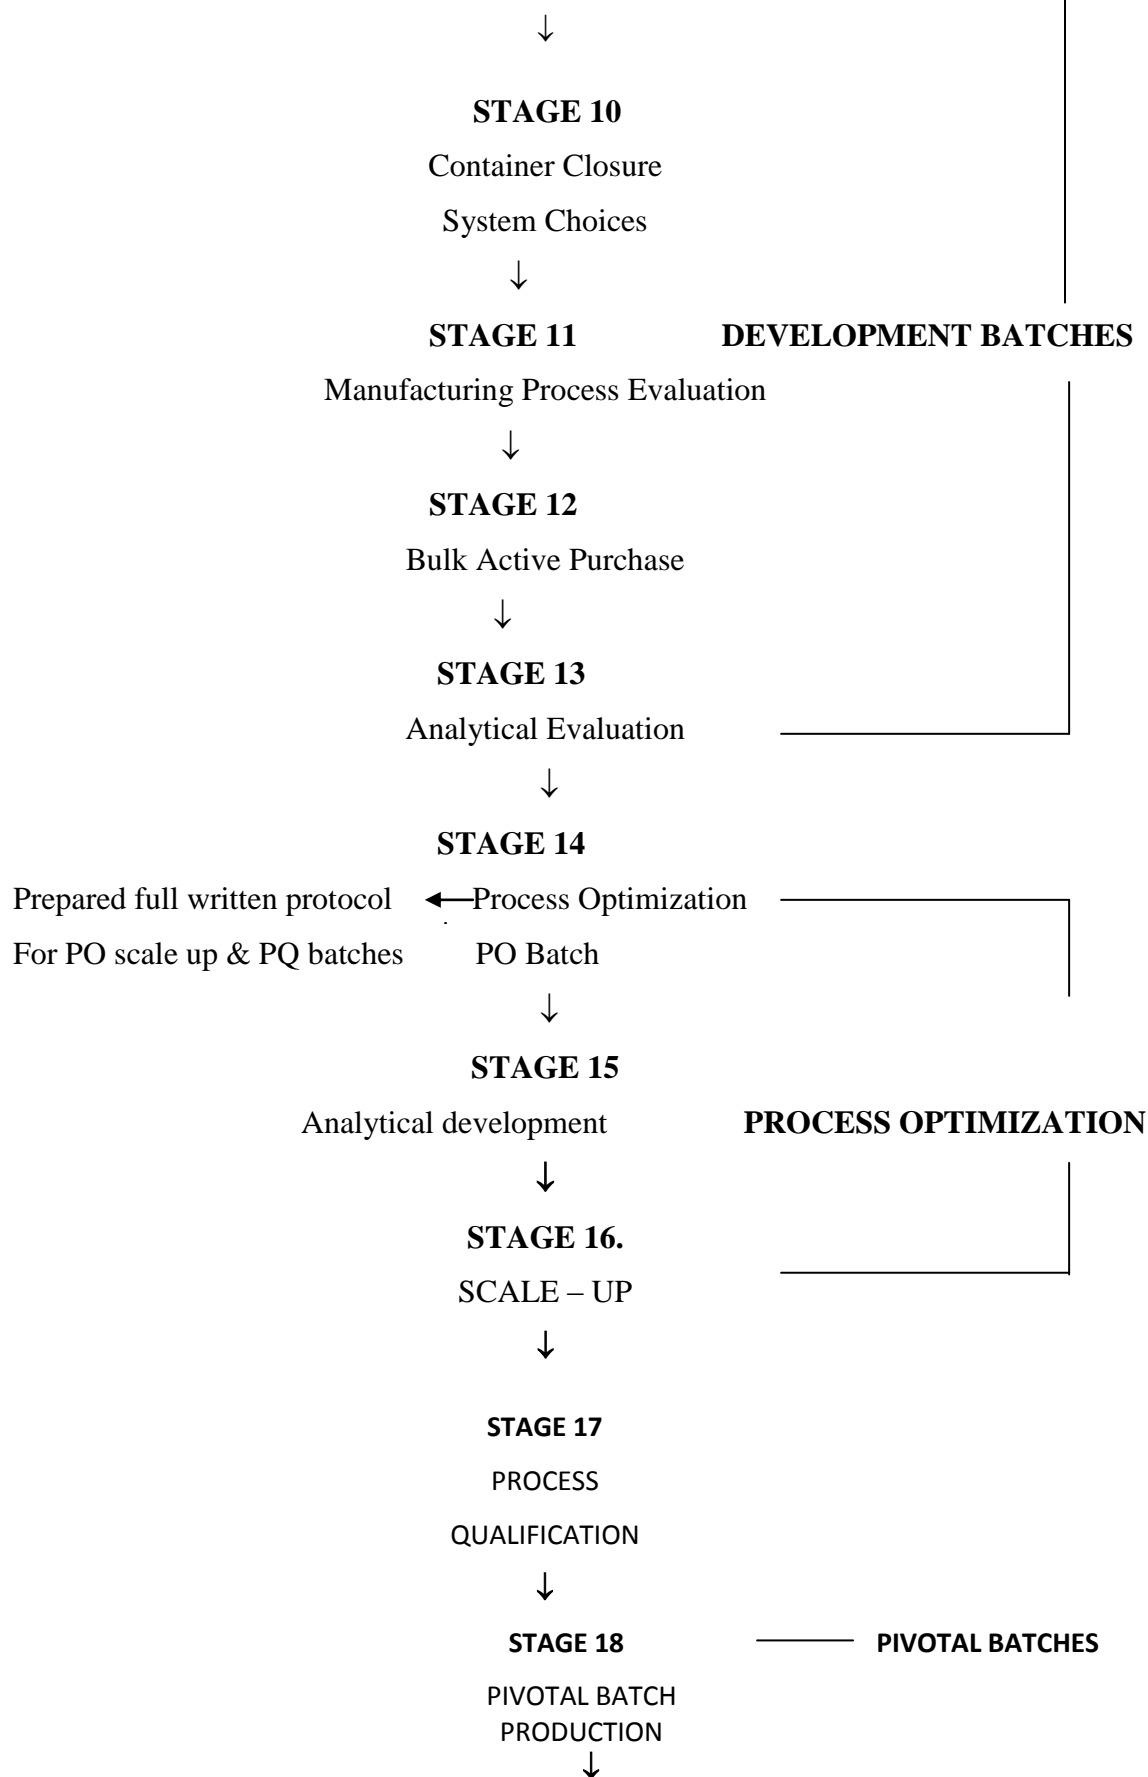 ↓
STAGE 10
Container Closure
System Choices
↓
STAGE 11 DEVELOPMENT BATCHES
Manufacturing Process Evaluation
↓
STAGE 12
Bulk Active Purchase
↓
STAGE 13
Analytical Evaluation
↓
STAGE 14
Prepared full written protocol ← Process Optimization
For PO scale up & PQ batches PO Batch
↓
STAGE 15
Analytical development PROCESS OPTIMIZATION
↓
STAGE 16.
SCALE – UP
↓
STAGE 17
PROCESS
QUALIFICATION
↓
STAGE 18 PIVOTAL BATCHES
PIVOTAL BATCH
PRODUCTION
↓